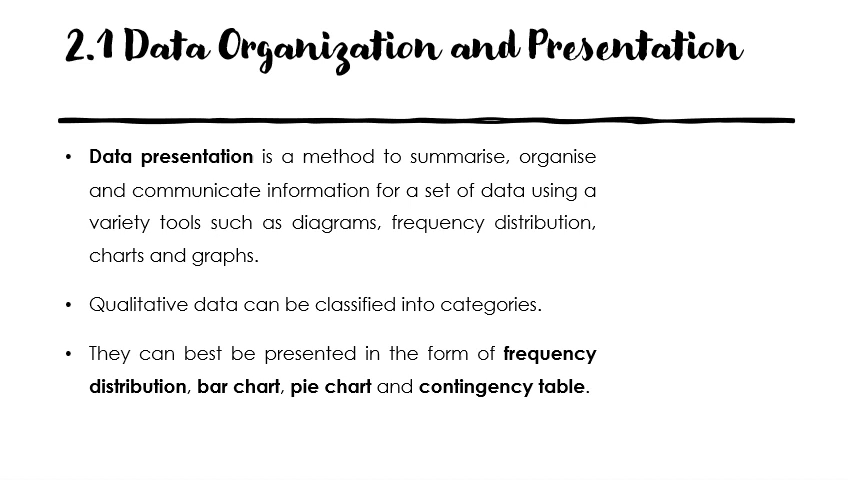 2.1 Data Organization and Presentation
• Data presentation is a method to summarise, organise
and communicate information for a set of data using a
variety tools such as diagrams, frequency distribution,
charts and graphs.
• Qualitative data can be classified into categories.
• They can best be presented in the form of frequency
distribution, bar chart, pie chart and contingency table.